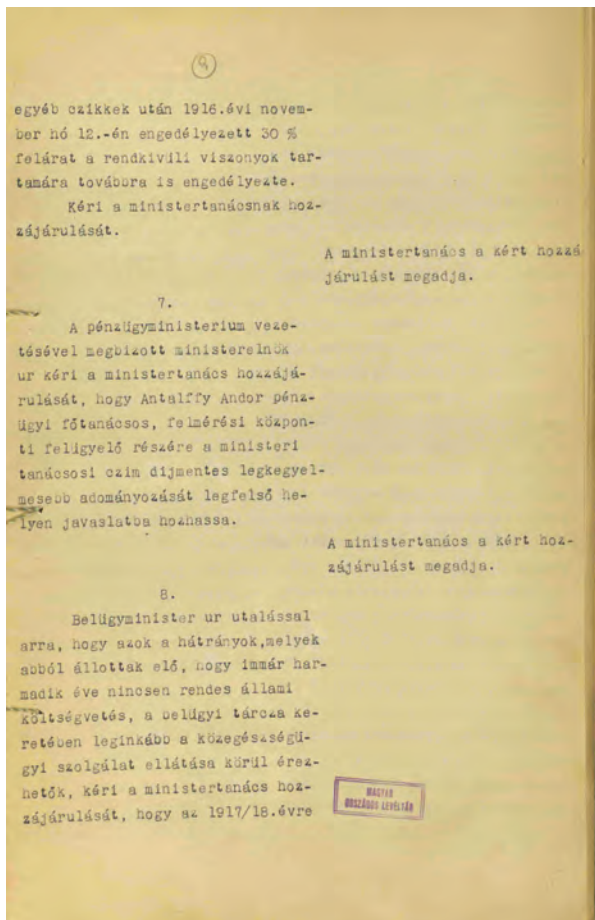 9
egyéb czikkek után 1916.évi novem-
ber hó 12.-én engedélyezett 30 %
felárat a rendkivüli viszonyok tar-
tamára továbbra is engedélyezte.
Kéri a ministertanácsnak hoz-
zájárulását.
A ministertanács a kért hozzá
járulást megadja.
7.
A pénzügyministerium veze-
tésével megbizott ministerelnök
ur kéri a ministertanács hozzájá-
rulását, hogy Antalffy Andor pénz-
ügyi főtanácsos, felmérési közpon-
ti felügyelő részére a ministeri
tanácsosi czim dijmentes legkegyel-
mesebb adományozását legfelső he-
lyen javaslatba hozhassa.
A ministertanács a kért hoz-
zájárulást megadja.
8.
Belügyminister ur utalással
arra, hogy azok a hátrányok,melyek
abból állottak elő, hogy immár har-
madik éve nincsen rendes állami
költségvetés, a belügyi tárcza ke-
retében leginkább a közegészségü-
gyi szolgálat ellátása körül érez-
hetők, kéri a ministertanács hoz-
zájárulását, hogy az 1917/18.évre
MAGYAR
ORSZÁGOS LEVÉLTÁR